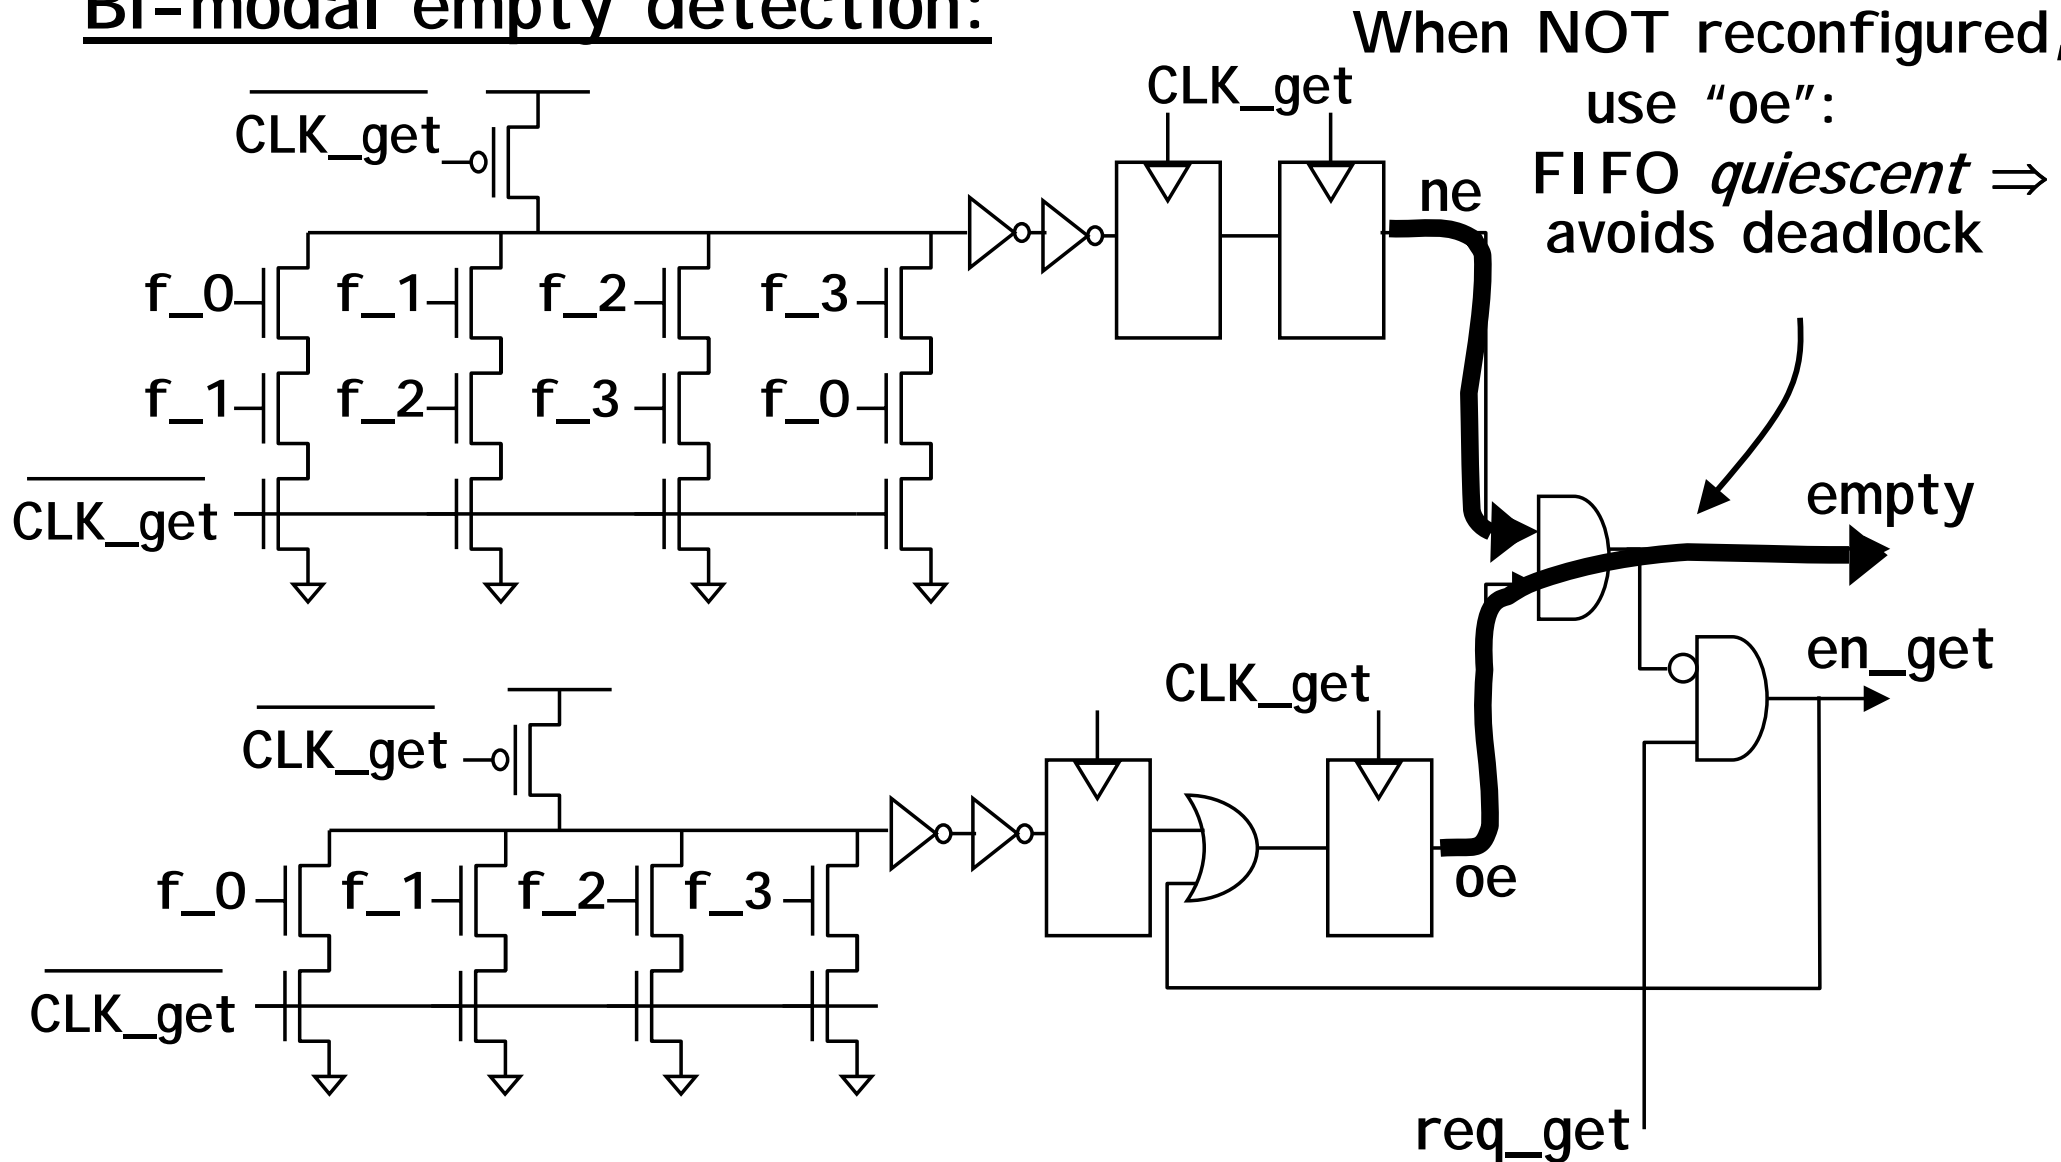 Bi-modal empty detection:
When NOT reconfigured,
use “oe”:
FIFO quiescent ⇒
avoids deadlock
CLK_get
CLK_get
ne
f_0 f_1 f_2 f_3
f_1 f_2 f_3 f_0
CLK_get
empty
en_get
CLK_get
CLK_get
f_0 f_1 f_2 f_3
oe
CLK_get
req_get